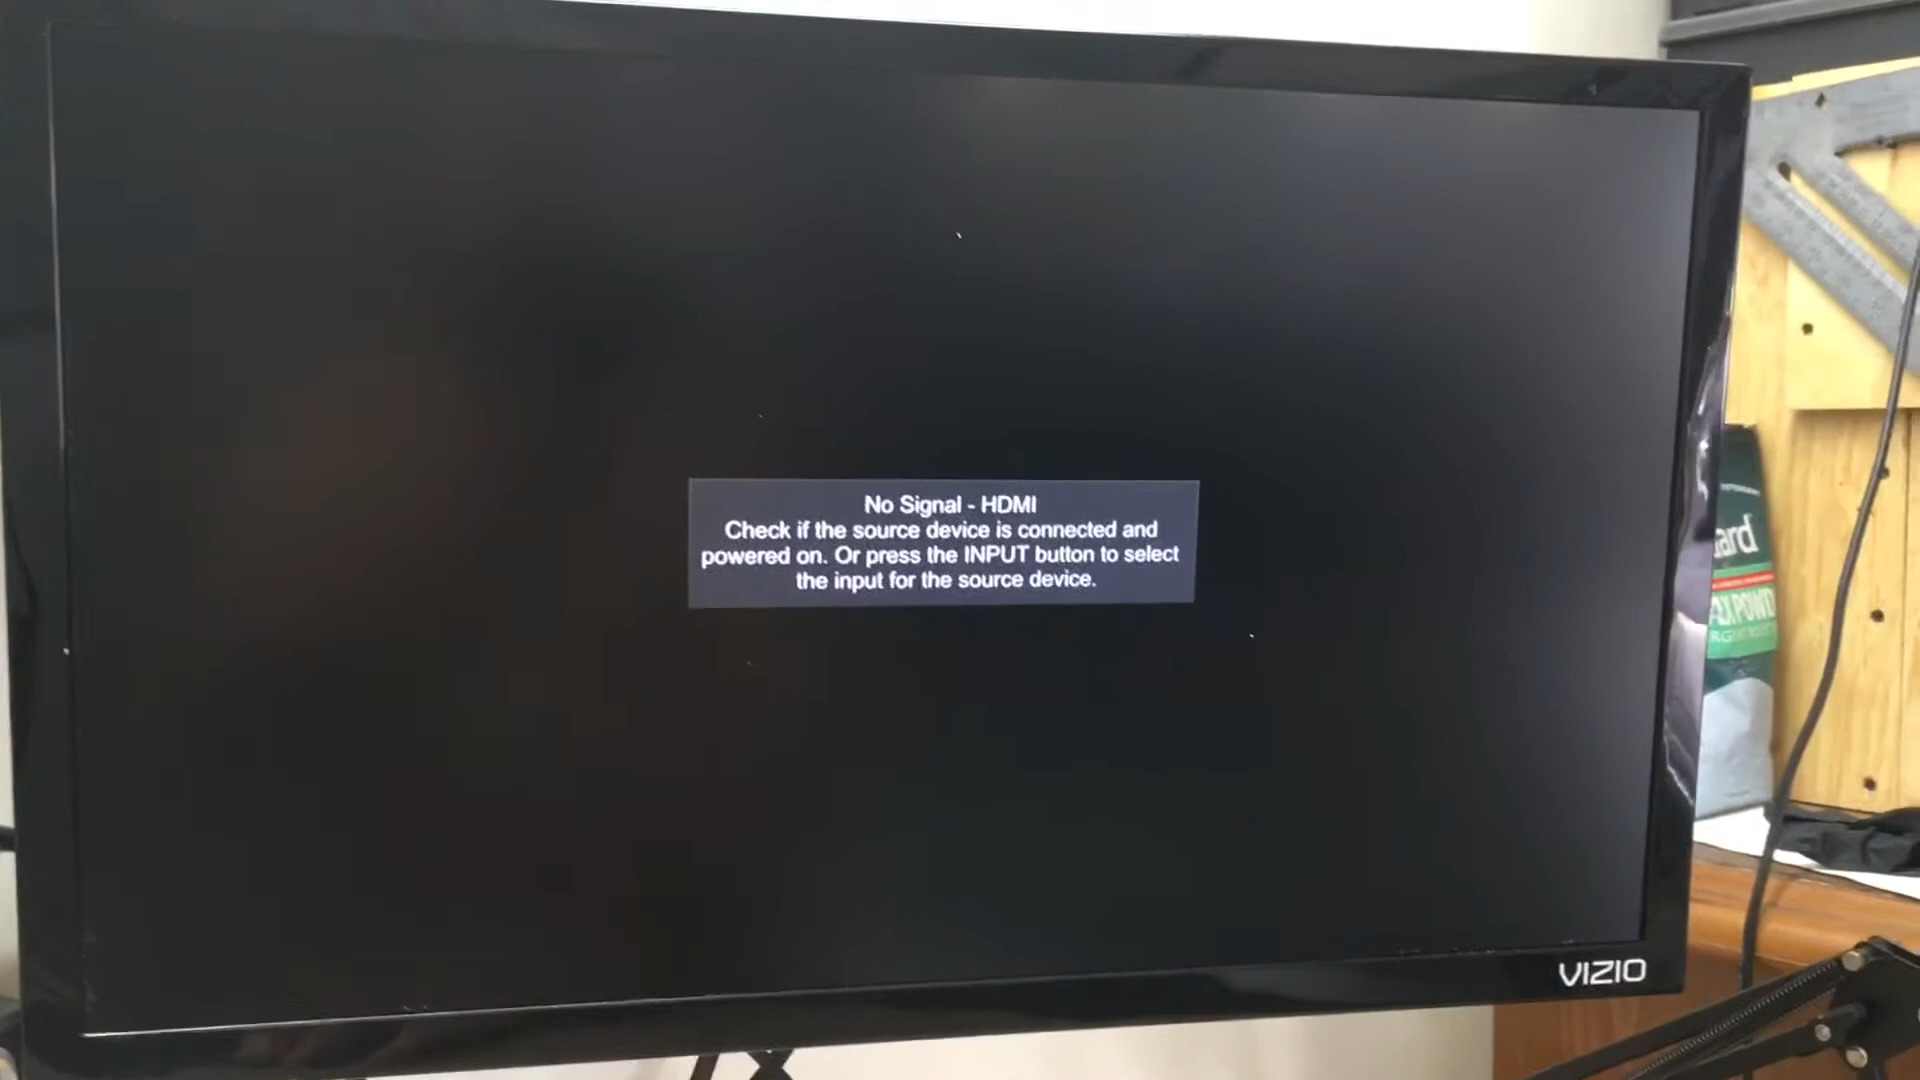 No Signal - HDMI
Check if the source device is connected and
powered on. Or press the INPUT button to select
the input for the source device.
VIZIO